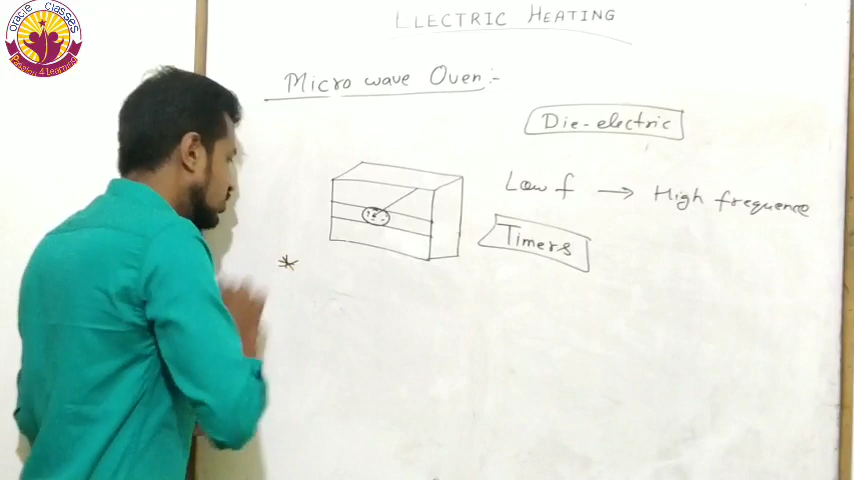 oracle classes
Passion 4 Learning
ELECTRIC HEATING
Micro wave Oven :-
Die-electric
Low f → High frequence
Timers
*